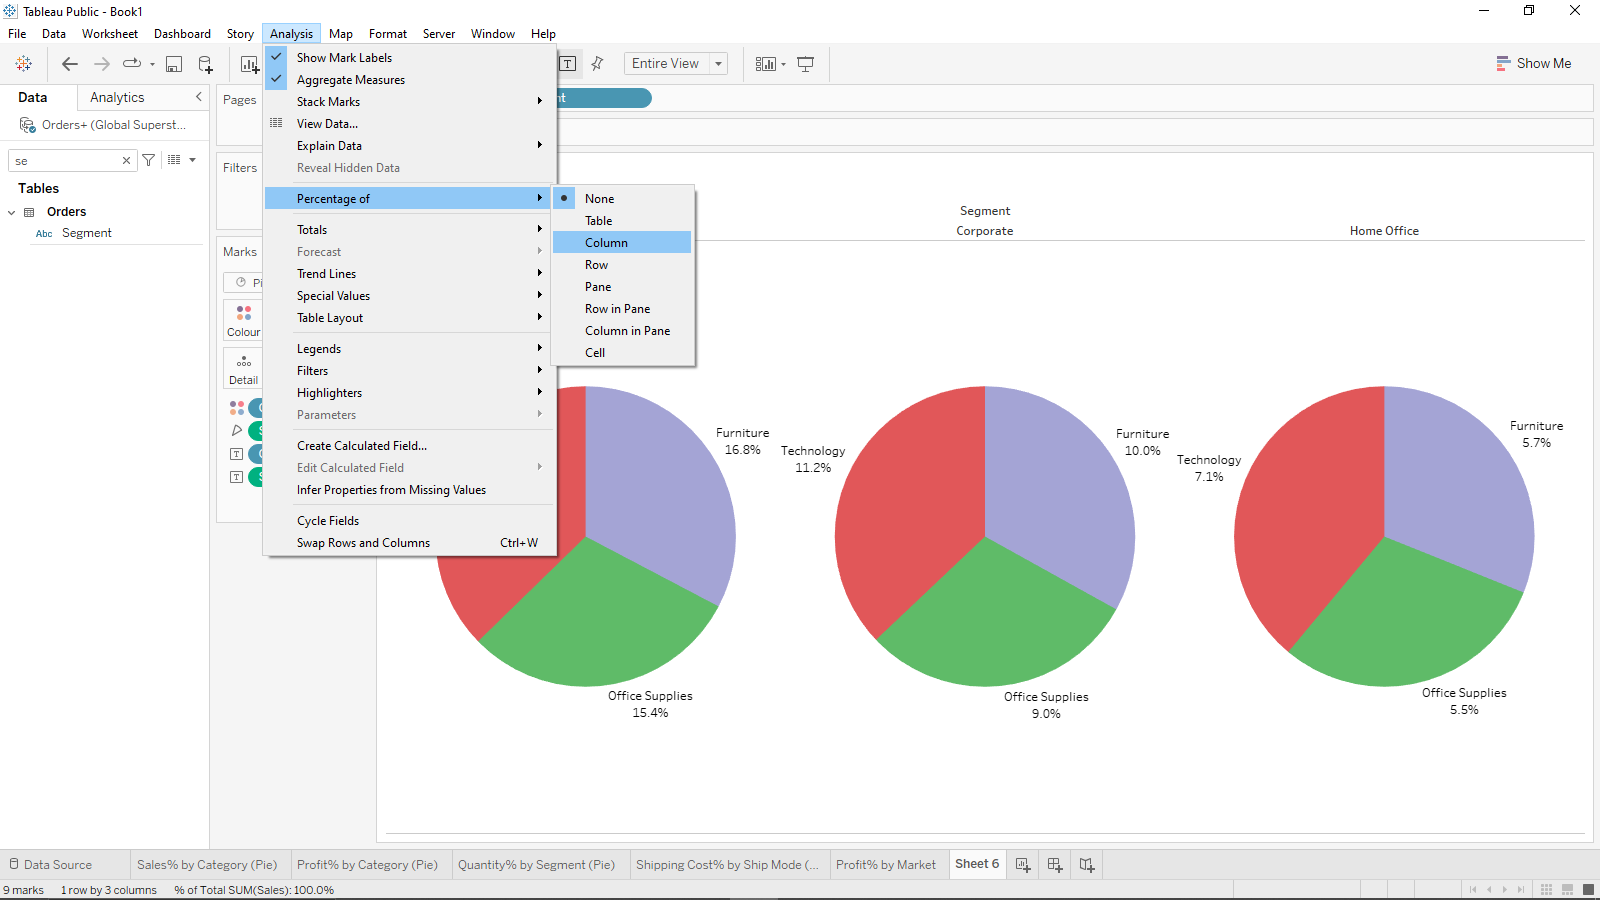 Tableau Public - Book1
File Data Worksheet Dashboard Story Analysis Map Format Server Window Help
Entire View
Show Me
Data Analytics
Orders+ (Global Superst...
se
Tables
Orders
Abc Segment
Pages
Filters
Marks
Colour
Detail
Show Mark Labels
Aggregate Measures
Stack Marks
View Data...
Explain Data
Reveal Hidden Data
Percentage of
Totals
Forecast
Trend Lines
Special Values
Table Layout
Legends
Filters
Highlighters
Parameters
Create Calculated Field...
Edit Calculated Field
Infer Properties from Missing Values
Cycle Fields
Swap Rows and Columns Ctrl+W
None
Table
Column
Row
Pane
Row in Pane
Column in Pane
Cell
Segment
Corporate Home Office
Furniture
16.8%
Office Supplies
15.4%
Technology
11.2%
Furniture
10.0%
Office Supplies
9.0%
Technology
7.1%
Furniture
5.7%
Office Supplies
5.5%
Data Source Sales% by Category (Pie) Profit% by Category (Pie) Quantity% by Segment (Pie) Shipping Cost% by Ship Mode (... Profit% by Market Sheet 6
9 marks 1 row by 3 columns % of Total SUM(Sales): 100.0%